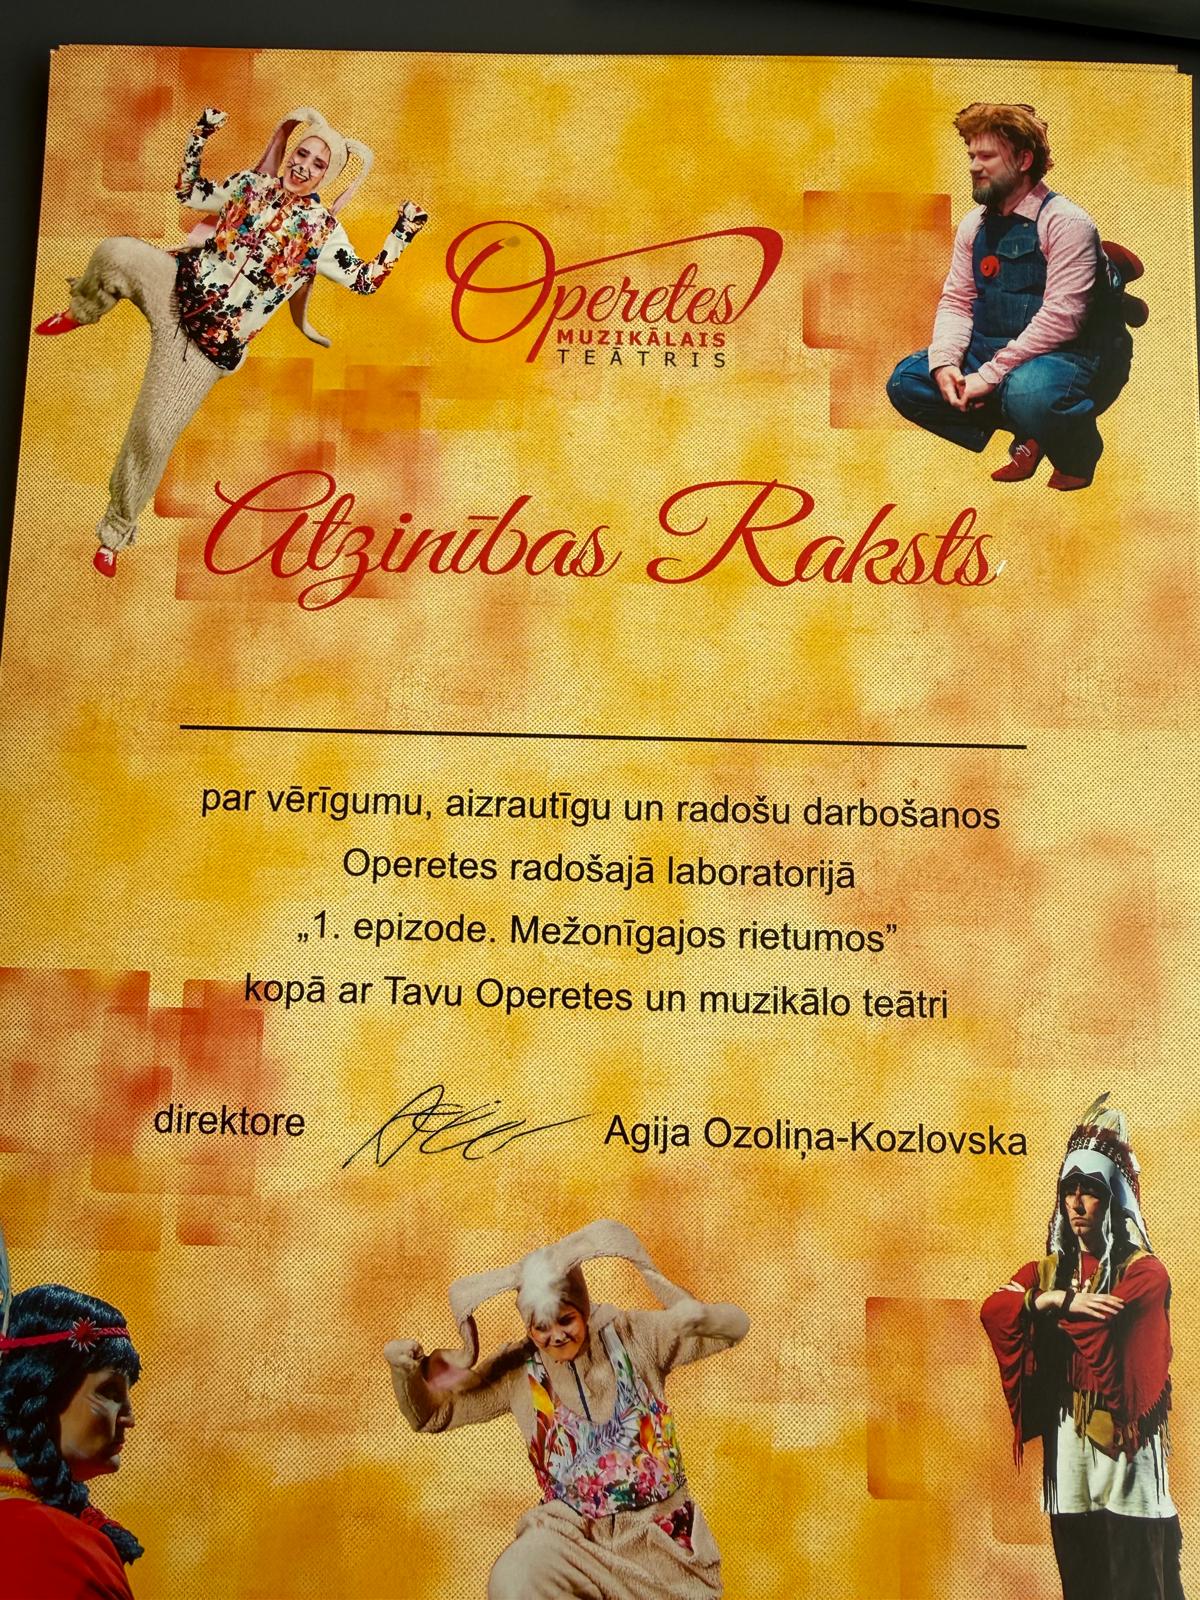 Operetes
MUZIKĀLAIS
TEĀTRIS
Atzinības Raksts
par vērīgumu, aizrautīgu un radošu darbošanos
Operetes radošajā laboratorijā
„1. epizode. Mežonīgajos rietumos”
kopā ar Tavu Operetes un muzikālo teātri
direktore Agija Ozoliņa-Kozlovska